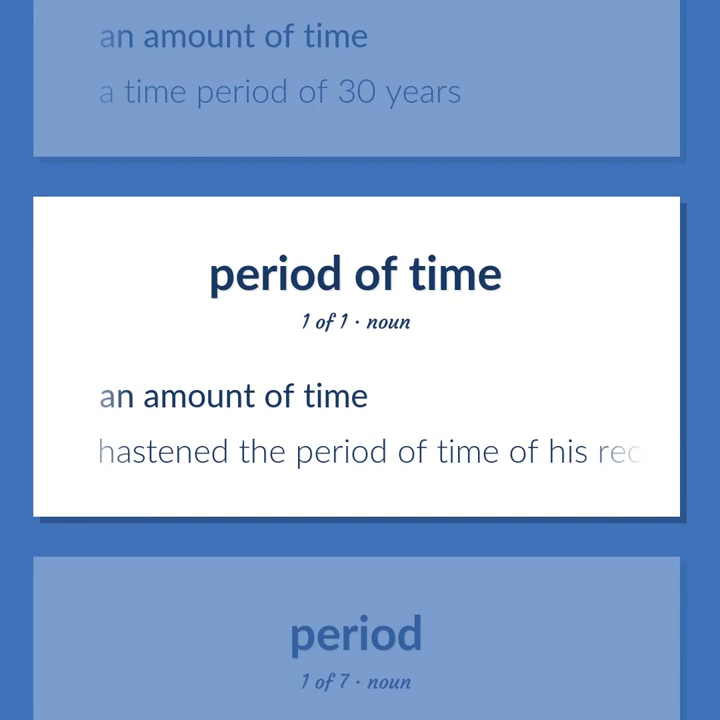 an amount of time
a time period of 30 years
period of time
1 of 1 · noun
an amount of time
hastened the period of time of his
period
1 of 7 · noun